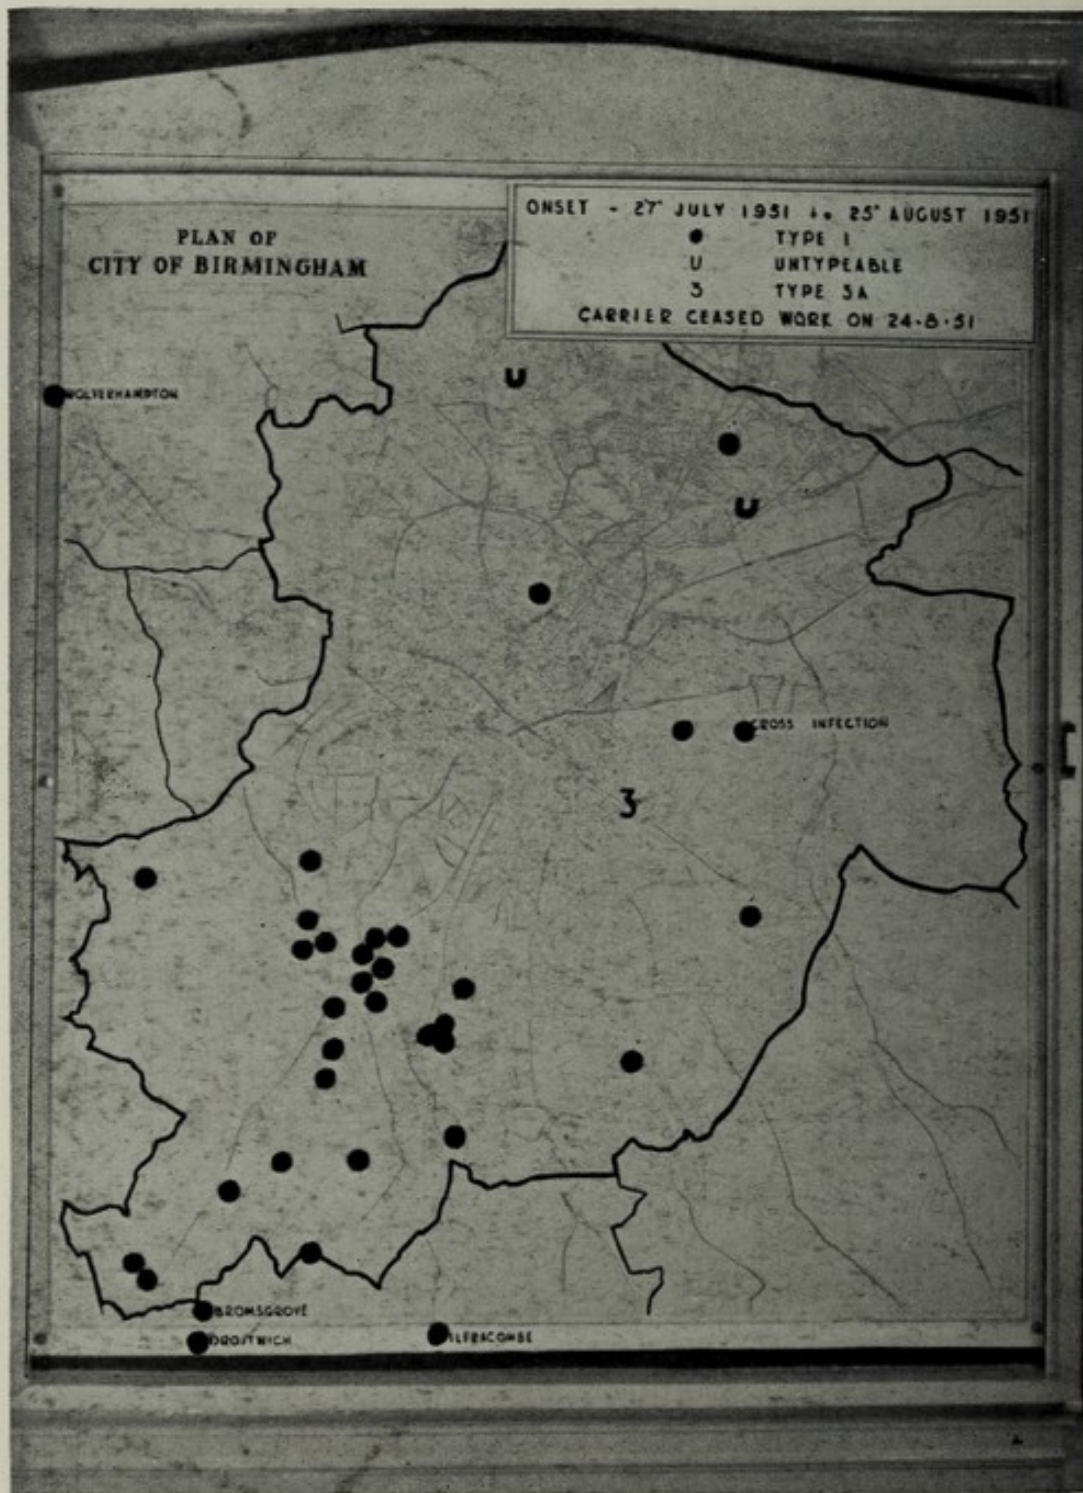 ONSET - 27" JULY 1951 to 25" AUGUST 1951
● TYPE 1
U UNTYPEABLE
3 TYPE 3A
CARRIER CEASED WORK ON 24-8-51
PLAN OF
CITY OF BIRMINGHAM
U
WOLVERHAMPTON
U
CROSS INFECTION
3
BROMSGROVE
DROITWICH
ILFRACOMBE